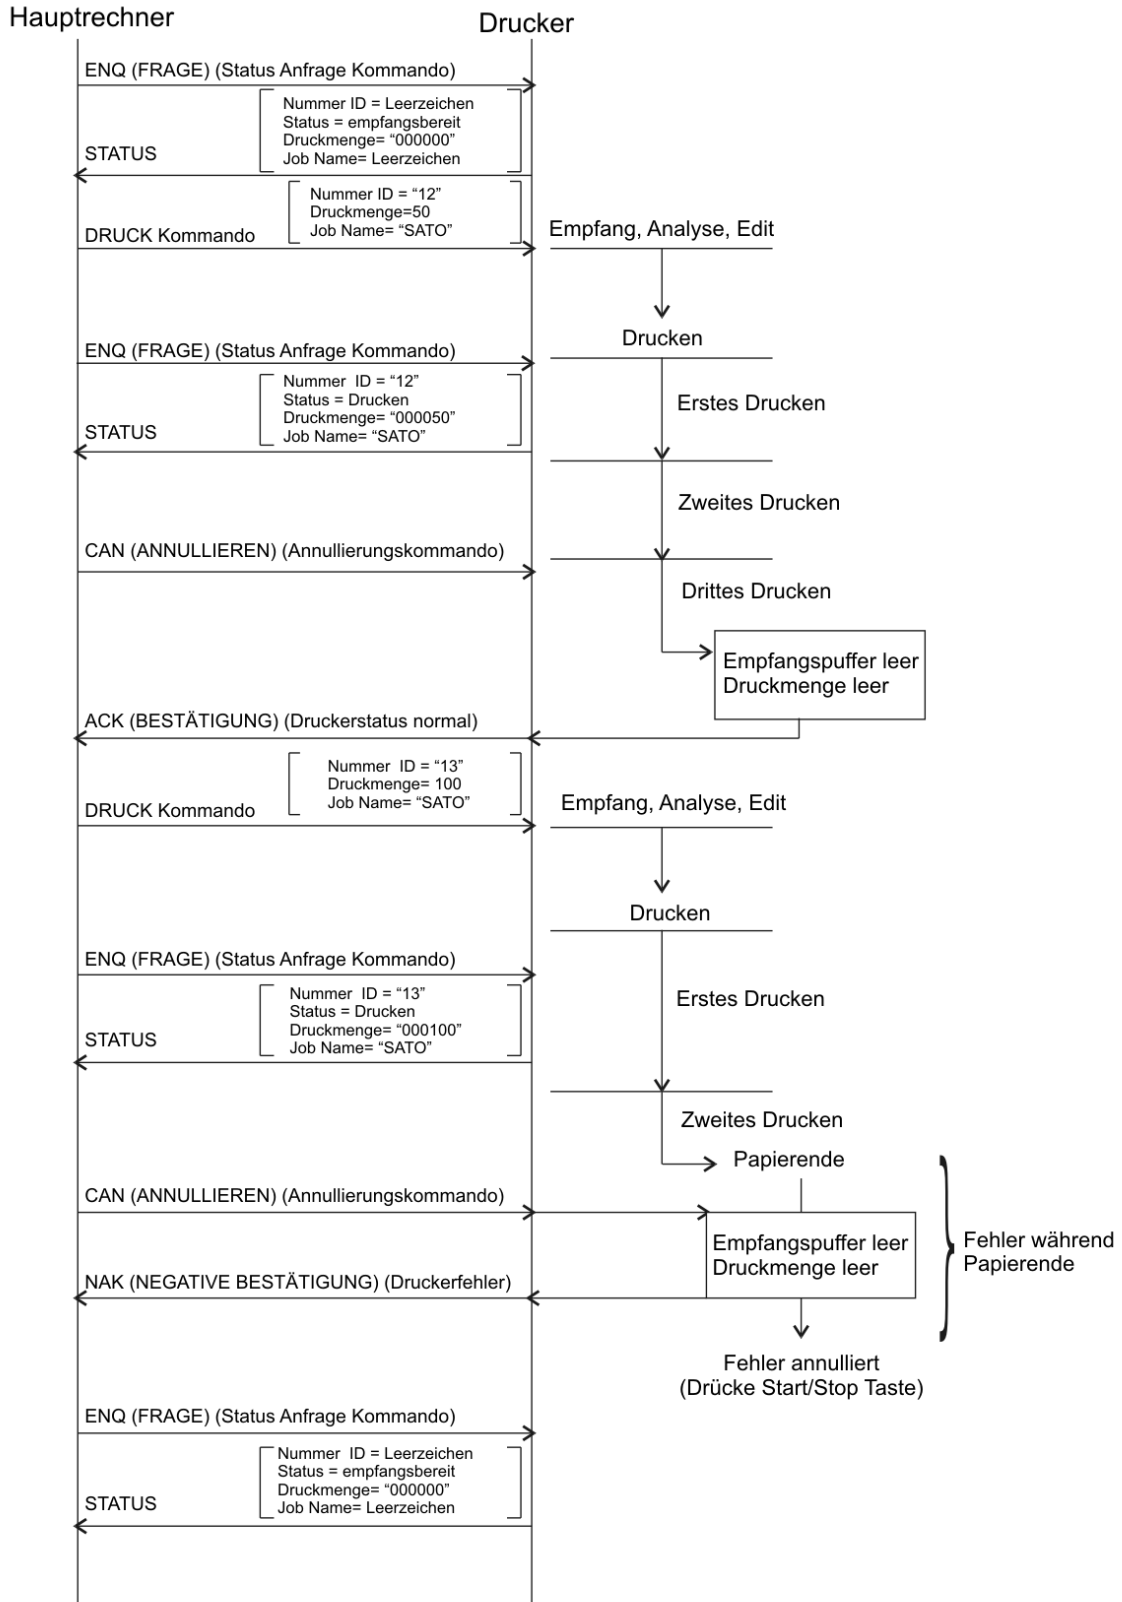 Hauptrechner
Drucker
ENQ (FRAGE) (Status Anfrage Kommando)
Nummer ID = Leerzeichen
Status = empfangsbereit
Druckmenge= “000000”
Job Name= Leerzeichen
STATUS
Nummer ID = “12”
Druckmenge=50
Job Name= “SATO”
DRUCK Kommando
Empfang, Analyse, Edit
Drucken
ENQ (FRAGE) (Status Anfrage Kommando)
Nummer ID = “12”
Status = Drucken
Druckmenge= “000050”
Job Name= “SATO”
STATUS
Erstes Drucken
Zweites Drucken
CAN (ANNULLIEREN) (Annullierungskommando)
Drittes Drucken
Empfangspuffer leer
Druckmenge leer
ACK (BESTÄTIGUNG) (Druckerstatus normal)
Nummer ID = “13”
Druckmenge= 100
Job Name= “SATO”
DRUCK Kommando
Empfang, Analyse, Edit
Drucken
ENQ (FRAGE) (Status Anfrage Kommando)
Nummer ID = “13”
Status = Drucken
Druckmenge= “000100”
Job Name= “SATO”
STATUS
Erstes Drucken
Zweites Drucken
Papierende
CAN (ANNULLIEREN) (Annullierungskommando)
Empfangspuffer leer
Druckmenge leer
Fehler während
Papierende
NAK (NEGATIVE BESTÄTIGUNG) (Druckerfehler)
Fehler annulliert
(Drücke Start/Stop Taste)
ENQ (FRAGE) (Status Anfrage Kommando)
Nummer ID = Leerzeichen
Status = empfangsbereit
Druckmenge= “000000”
Job Name= Leerzeichen
STATUS